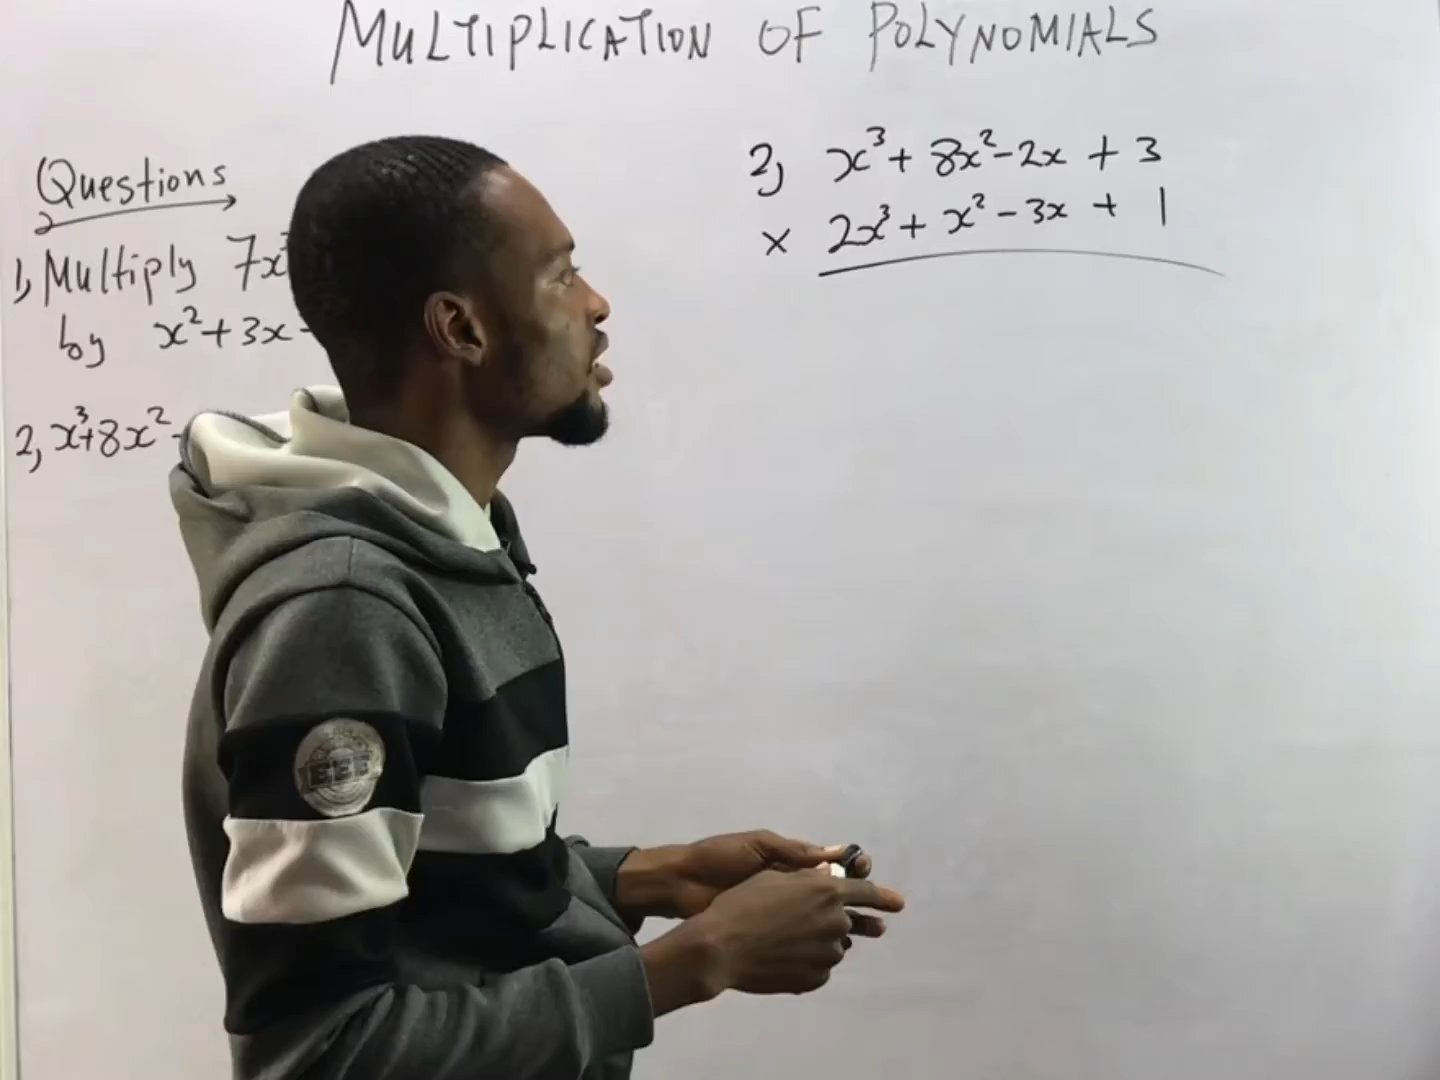 MULTIPLICATION OF POLYNOMIALS
Questions
1, Multiply 7x
by x² + 3x -
2, x³+8x² -
2, x³ + 8x² - 2x + 3
× 2x³ + x² - 3x + 1
EEE